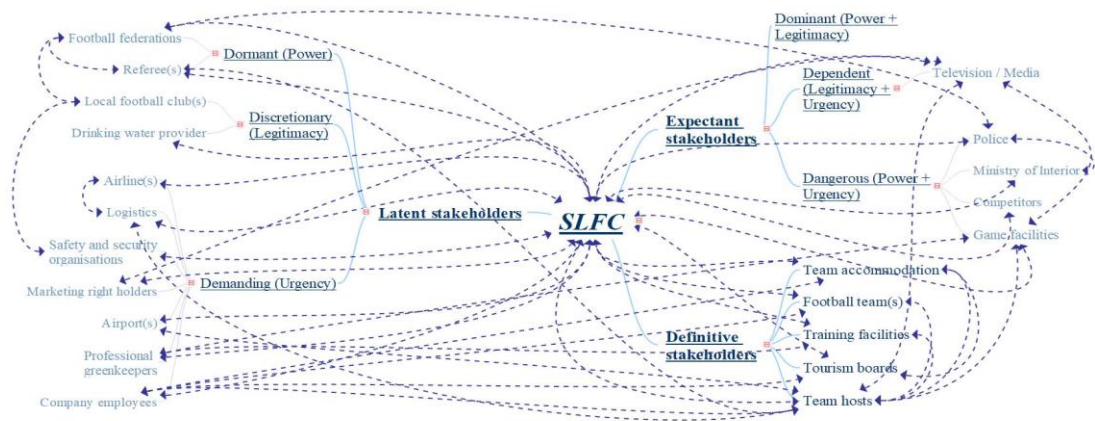 Football federations
Referee(s)
Dormant (Power)
Local football club(s)
Drinking water provider
Discretionary
(Legitimacy)
Airline(s)
Logistics
Safety and security
organisations
Marketing right holders
Airport(s)
Professional
greenkeepers
Company employees
Demanding (Urgency)
Latent stakeholders
SLFC
Expectant
stakeholders
Dominant (Power +
Legitimacy)
Dependent
(Legitimacy +
Urgency)
Television / Media
Dangerous (Power +
Urgency)
Police
Ministry of Interior
Competitors
Game facilities
Definitive
stakeholders
Team accommodation
Football team(s)
Training facilities
Tourism boards
Team hosts